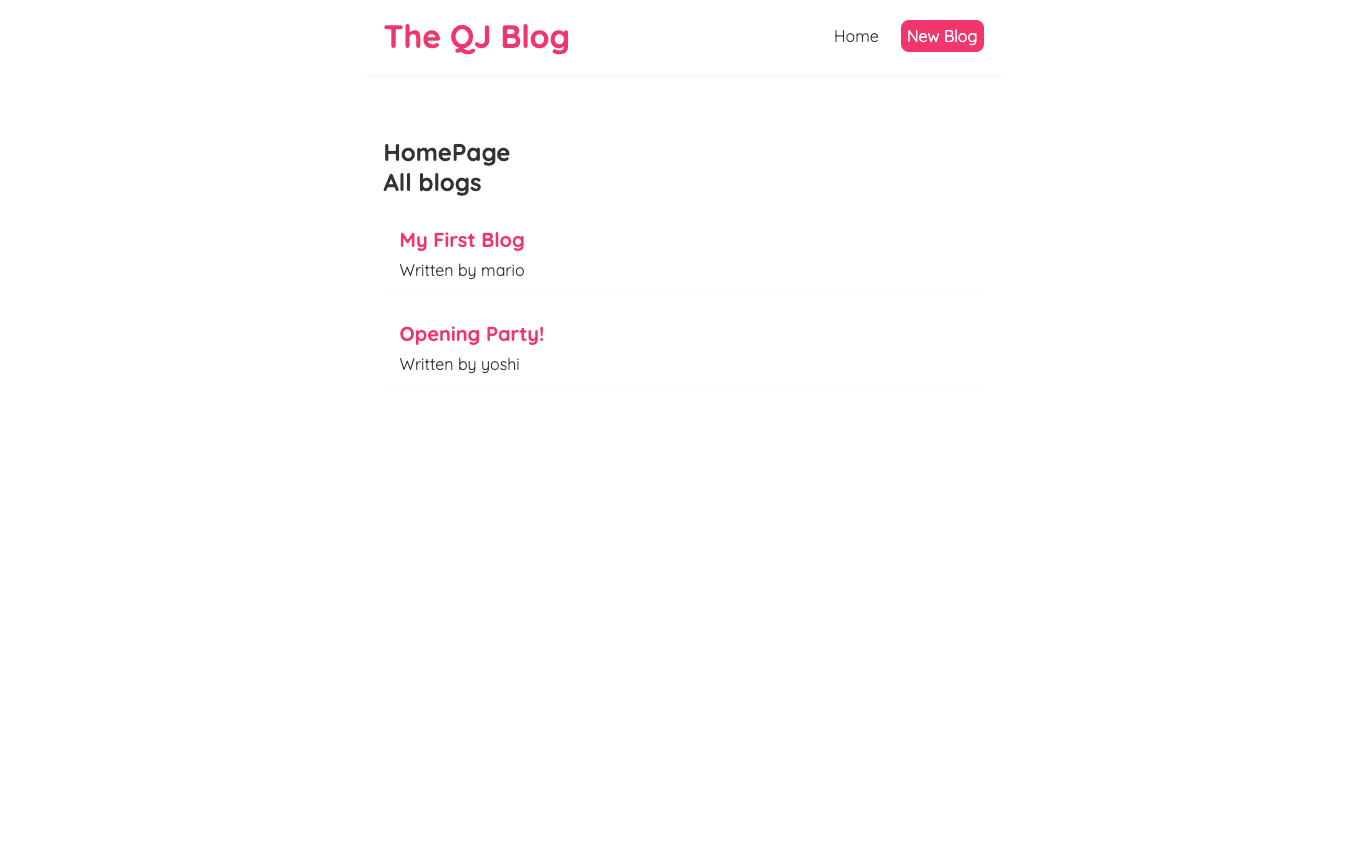 The QJ Blog
Home
New Blog
HomePage
All blogs
My First Blog
Written by mario
Opening Party!
Written by yoshi